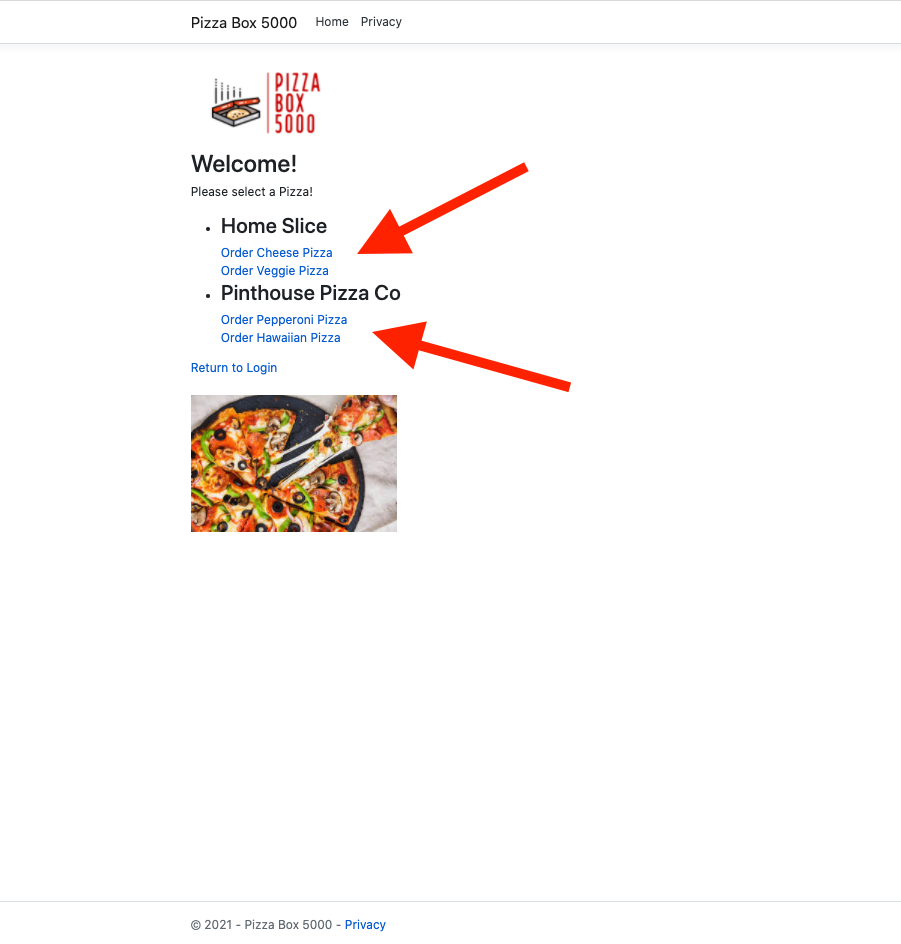 Pizza Box 5000 Home Privacy
PIZZA
BOX
5000
Welcome!
Please select a Pizza!
Home Slice
Order Cheese Pizza
Order Veggie Pizza
Pinthouse Pizza Co
Order Pepperoni Pizza
Order Hawaiian Pizza
Return to Login
© 2021 - Pizza Box 5000 - Privacy